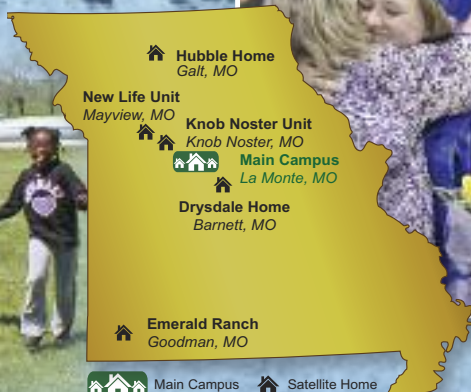 Hubble Home
Galt, MO
New Life Unit
Mayview, MO
Knob Noster Unit
Knob Noster, MO
Main Campus
La Monte, MO
Drysdale Home
Barnett, MO
Emerald Ranch
Goodman, MO
Main Campus
Satellite Home